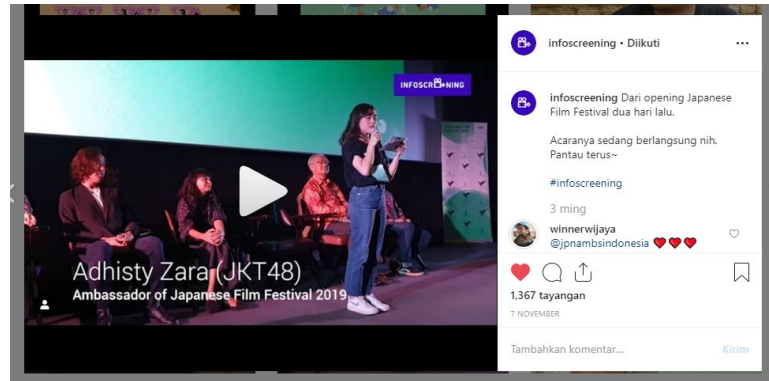 INFOSCREENING
Adhisty Zara (JKT48)
Ambassador of Japanese Film Festival 2019
infoscreening • Diikuti
infoscreening Dari opening Japanese
Film Festival dua hari lalu.
Acaranya sedang berlangsung nih.
Pantau terus~
#infoscreening
3 ming
winnerwijaya
@jpnambsindonesia ❤❤❤
1,367 tayangan
7 NOVEMBER
Tambahkan komentar...
Kirim